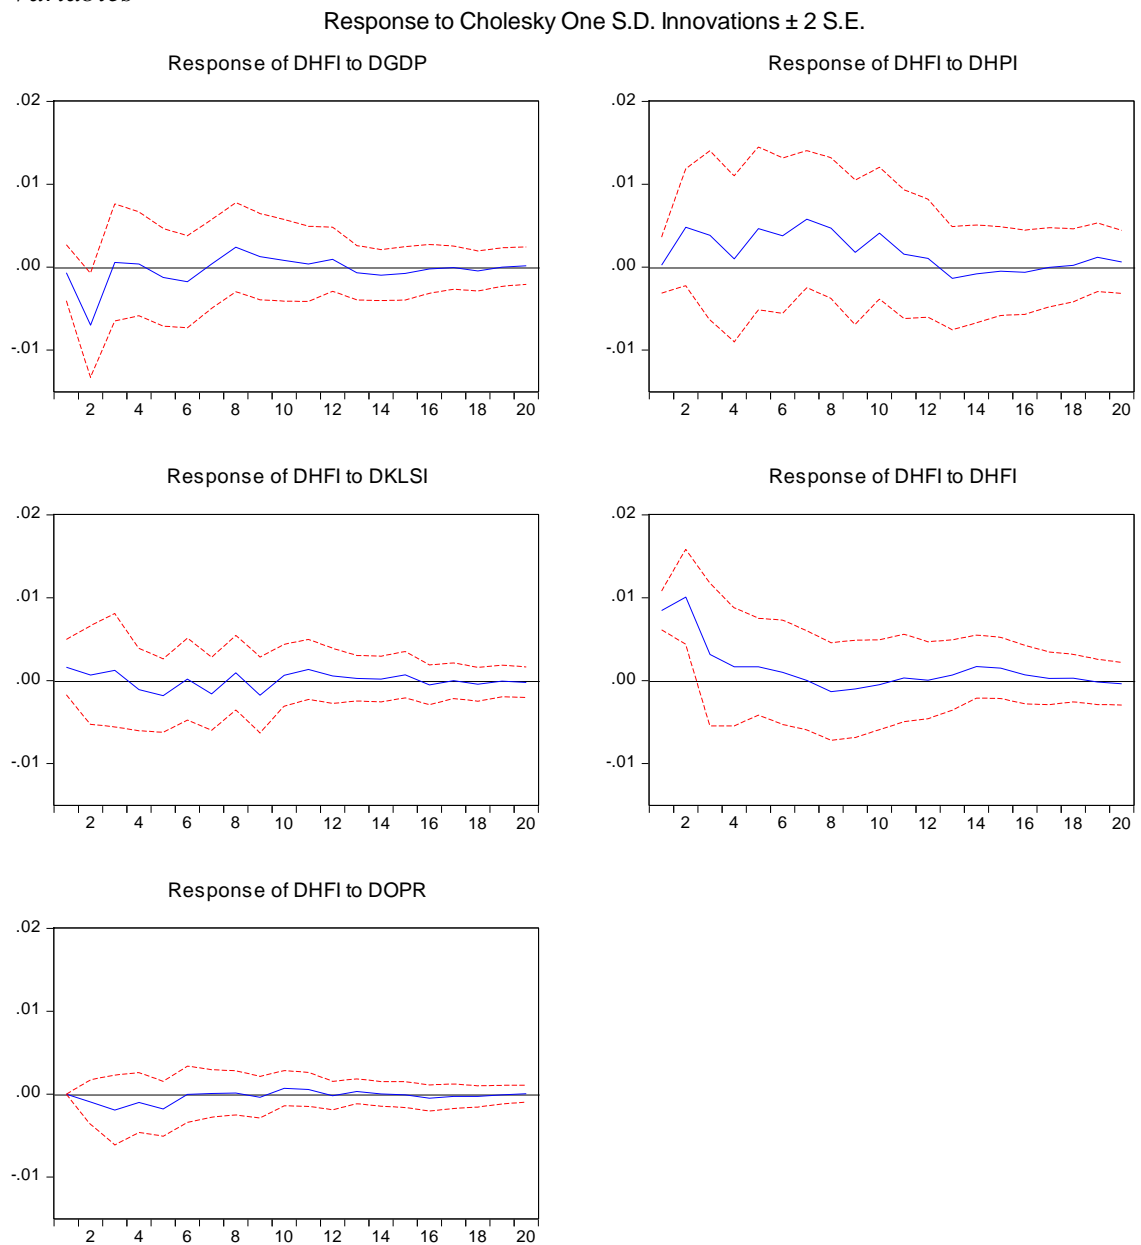 Response to Cholesky One S.D. Innovations ± 2 S.E.
Response of DHFI to DGDP
.02
.01
.00
-.01
2 4 6 8 10 12 14 16 18 20
Response of DHFI to DHPI
.02
.01
.00
-.01
2 4 6 8 10 12 14 16 18 20
Response of DHFI to DKLSI
.02
.01
.00
-.01
2 4 6 8 10 12 14 16 18 20
Response of DHFI to DHFI
.02
.01
.00
-.01
2 4 6 8 10 12 14 16 18 20
Response of DHFI to DOPR
.02
.01
.00
-.01
2 4 6 8 10 12 14 16 18 20